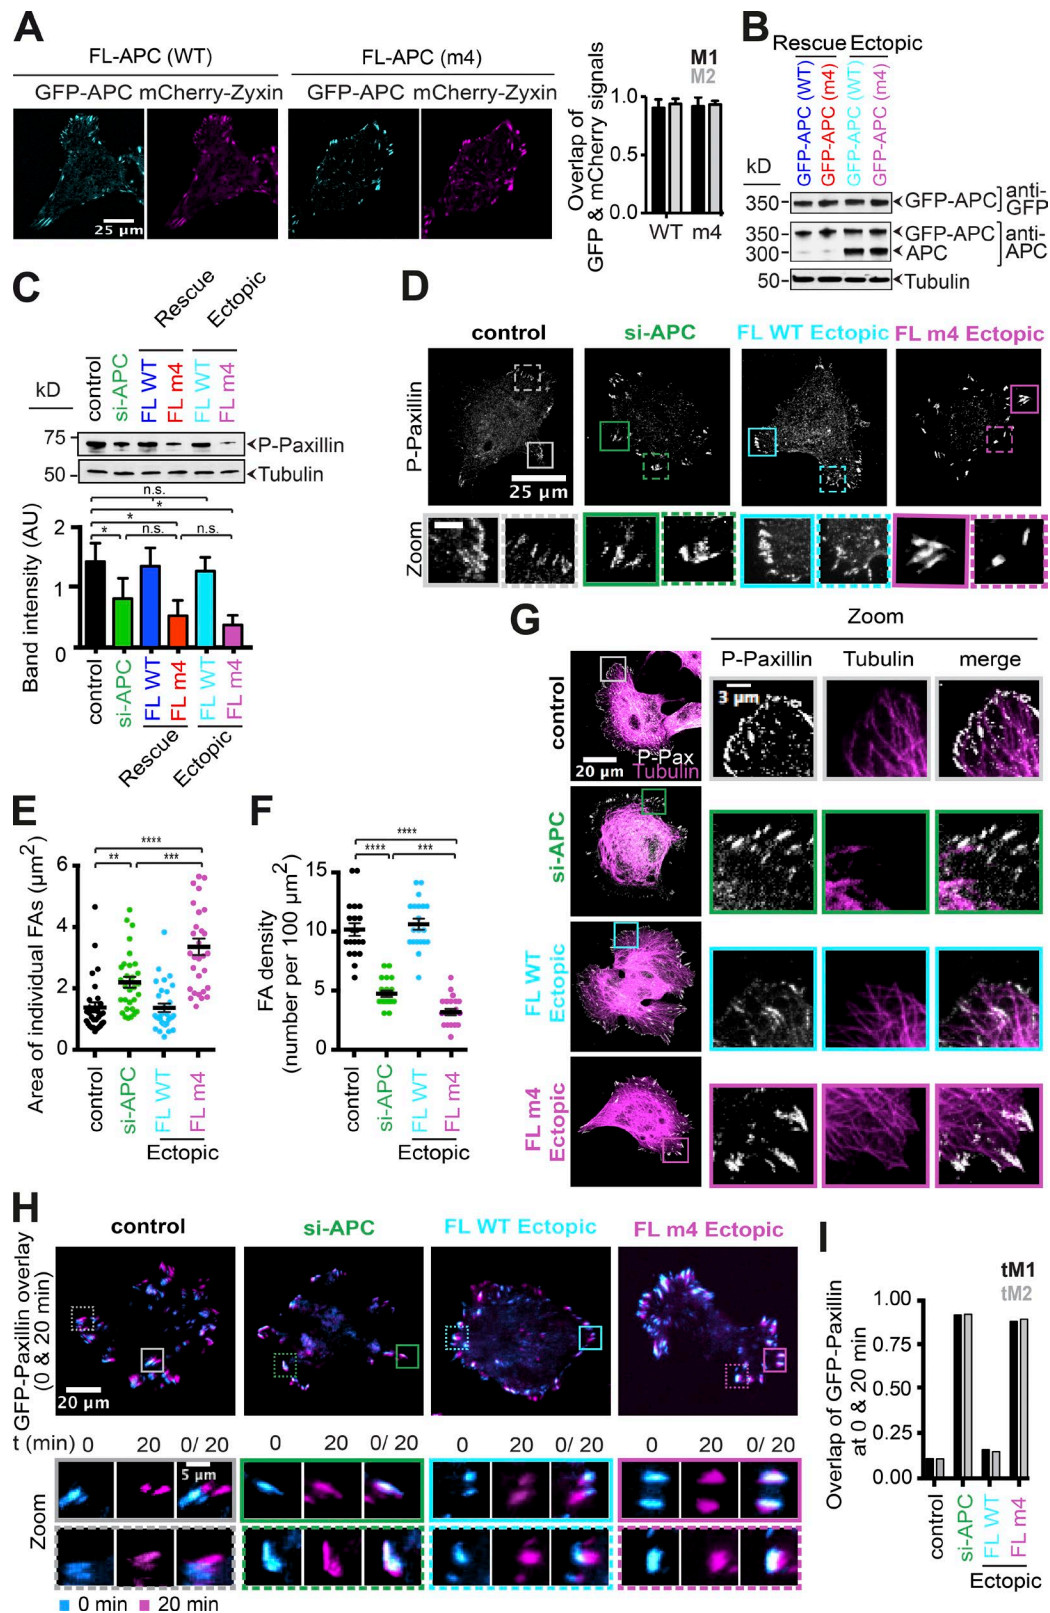 A
FL-APC (WT)
FL-APC (m4)
GFP-APC mCherry-Zyxin
GFP-APC mCherry-Zyxin
25 µm
Overlap of
GFP & mCherry signals
1.0
0.5
0.0
M1
M2
WT m4
B
Rescue Ectopic
GFP-APC (WT)
GFP-APC (m4)
GFP-APC (WT)
GFP-APC (m4)
kD
350
GFP-APC
anti-GFP
350
GFP-APC
300
APC
anti-APC
50
Tubulin
C
Rescue
Ectopic
kD
control
si-APC
FL WT
FL m4
FL WT
FL m4
75
P-Paxillin
50
Tubulin
n.s.
*
*
* n.s. n.s.
Band intensity (AU)
2
1
0
control
si-APC
FL WT
FL m4
FL WT
FL m4
Rescue
Ectopic
D
control
si-APC
FL WT Ectopic
FL m4 Ectopic
P-Paxillin
25 µm
Zoom
E
Area of individual FAs (µm²)
6
4
2
0
****
** ***
control
si-APC
FL WT
FL m4
Ectopic
F
FA density
(number per 100 µm²)
15
10
5
0
****
**** ***
control
si-APC
FL WT
FL m4
Ectopic
G
Zoom
P-Paxillin Tubulin merge
control
P-Pax
Tubulin
20 µm
3 µm
si-APC
FL WT
Ectopic
FL m4
Ectopic
H
control
si-APC
FL WT Ectopic
FL m4 Ectopic
GFP-Paxillin overlay
(0 & 20 min)
20 µm
t (min) 0 20 0/ 20 0 20 0/ 20 0 20 0/ 20 0 20 0/ 20
5 µm
Zoom
0 min 20 min
I
tM1
tM2
Overlap of GFP-Paxillin
at 0 & 20 min
1.00
0.75
0.50
0.25
0.00
control
si-APC
FL WT
FL m4
Ectopic